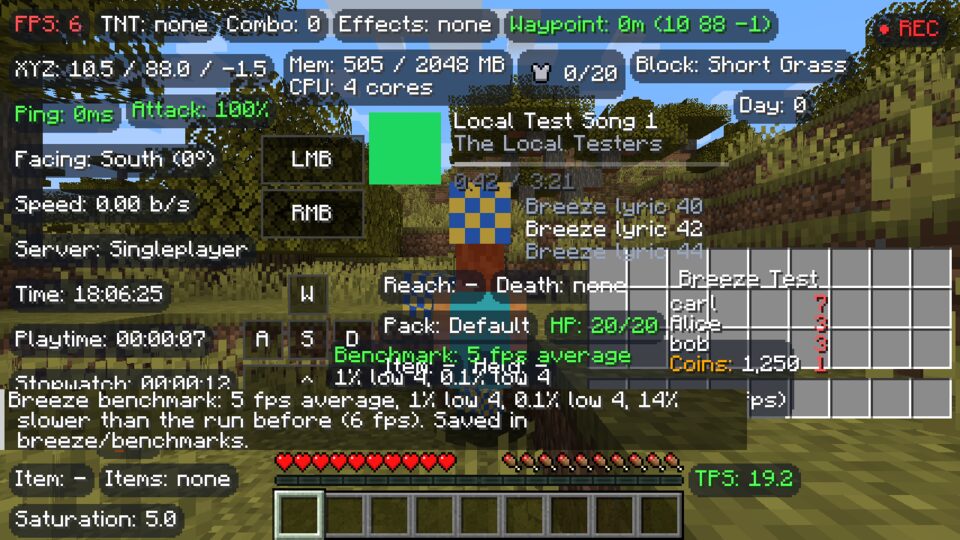 FPS: 6 TNT: none Combo: 0 Effects: none Waypoint: 0m (10 88 -1) ● REC
XYZ: 10.5 / 88.0 / -1.5
Mem: 505 / 2048 MB
CPU: 4 cores
0/20
Block: Short Grass
Ping: 0ms
Attack: 100%
Day: 0
Local Test Song 1
The Local Testers
0:42 / 3:21
Facing: South (0°)
LMB
RMB
Speed: 0.00 b/s
Breeze lyric 40
Breeze lyric 42
Breeze lyric 44
Server: Singleplayer
Time: 18:06:25
W
Reach: - Death: none
Breeze Test
carl 7
Alice 3
bob 3
Coins: 1,250 1
Playtime: 00:00:07
A S D
Pack: Default HP: 20/20
Benchmark: 5 fps average
1% low 4, 0.1% low 4
Stopwatch: 00:00:12
^
Breeze benchmark: 5 fps average, 1% low 4, 0.1% low 4, 14%
slower than the run before (6 fps). Saved in
breeze/benchmarks.
fps)
Item: - Items: none
TPS: 19.2
Saturation: 5.0